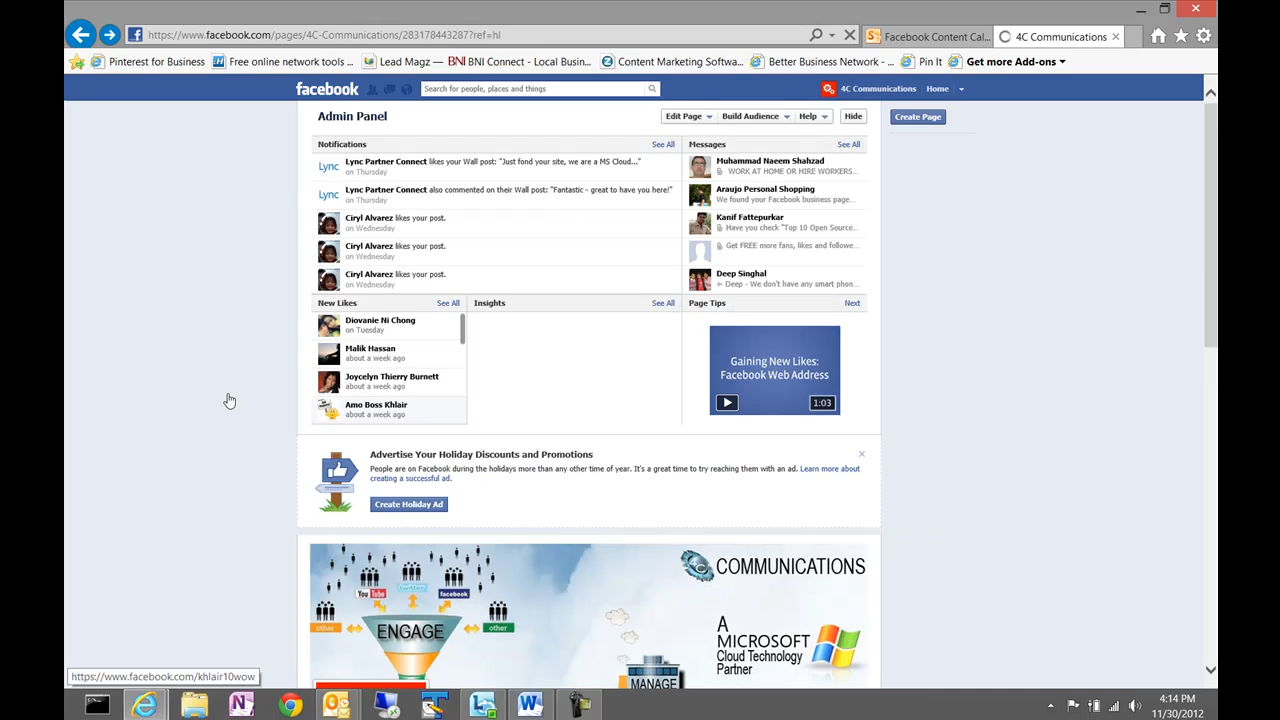 https://www.facebook.com/pages/4C-Communications/283178443287?ref=hl
Facebook Content Cal...
4C Communications
Pinterest for Business
Free online network tools ...
Lead Magz —
BNI BNI Connect - Local Busin...
Content Marketing Softwa...
Better Business Network - ...
Pin It
Get more Add-ons
facebook
Search for people, places and things
4C Communications
Home
Admin Panel
Edit Page
Build Audience
Help
Hide
Create Page
Notifications
See All
Lync
Lync Partner Connect likes your Wall post: "Just fond your site, we are a MS Cloud..."
on Thursday
Lync
Lync Partner Connect also commented on their Wall post: "Fantastic - great to have you here!"
on Thursday
Ciryl Alvarez likes your post.
on Wednesday
Ciryl Alvarez likes your post.
on Wednesday
Ciryl Alvarez likes your post.
on Wednesday
Messages
See All
Muhammad Naeem Shahzad
WORK AT HOME OR HIRE WORKERS...
Araujo Personal Shopping
We found your Facebook business page...
Kanif Fattepurkar
Have you check "Top 10 Open Source...
Get FREE more fans, likes and followe...
Deep Singhal
Deep - We don't have any smart phon...
New Likes
See All
Diovanie Ni Chong
on Tuesday
Malik Hassan
about a week ago
Joycelyn Thierry Burnett
about a week ago
Amo Boss Khlair
about a week ago
Insights
See All
Page Tips
Next
Gaining New Likes:
Facebook Web Address
1:03
Advertise Your Holiday Discounts and Promotions
People are on Facebook during the holidays more than any other time of year. It's a great time to try reaching them with an ad. Learn more about
creating a successful ad.
Create Holiday Ad
You Tube
twitter
facebook
other
ENGAGE
other
MANAGE
4C COMMUNICATIONS
A
MICROSOFT
Cloud Technology
Partner
https://www.facebook.com/khlair10wow
4:14 PM
11/30/2012